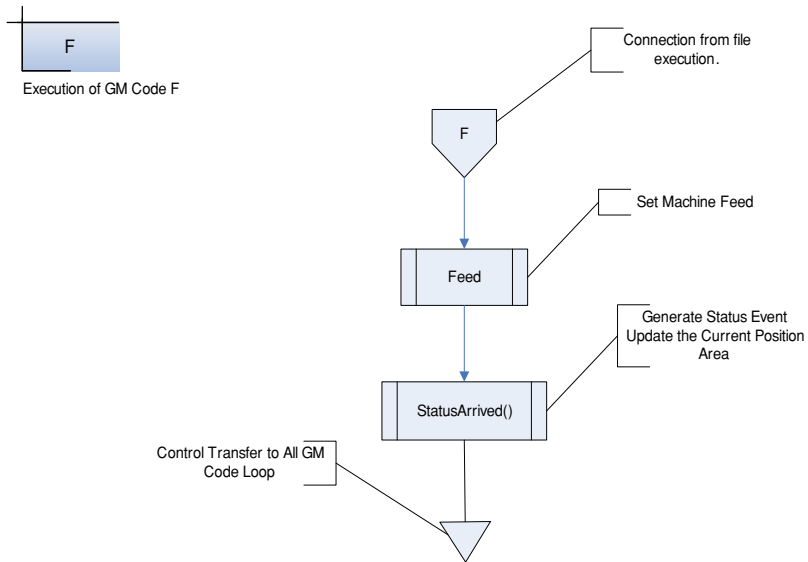 F
Execution of GM Code F
Connection from file
execution.
F
Set Machine Feed
Feed
Generate Status Event
Update the Current Position
Area
StatusArrived()
Control Transfer to All GM
Code Loop